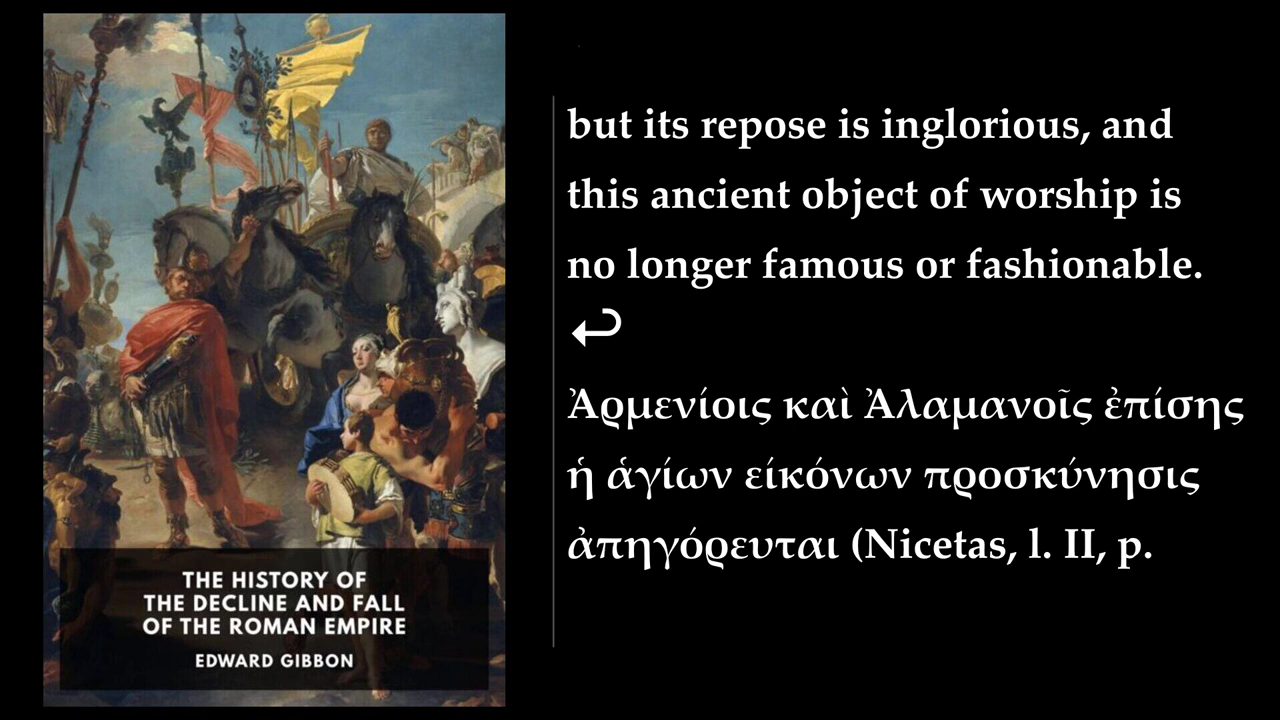 THE HISTORY OF
THE DECLINE AND FALL
OF THE ROMAN EMPIRE
EDWARD GIBBON
but its repose is inglorious, and
this ancient object of worship is
no longer famous or fashionable.
↩
Ἀρμενίοις καὶ Ἀλαμανοῖς ἐπίσης
ἡ ἁγίων εἰκόνων προσκύνησις
ἀπηγόρευται (Nicetas, l. II, p.